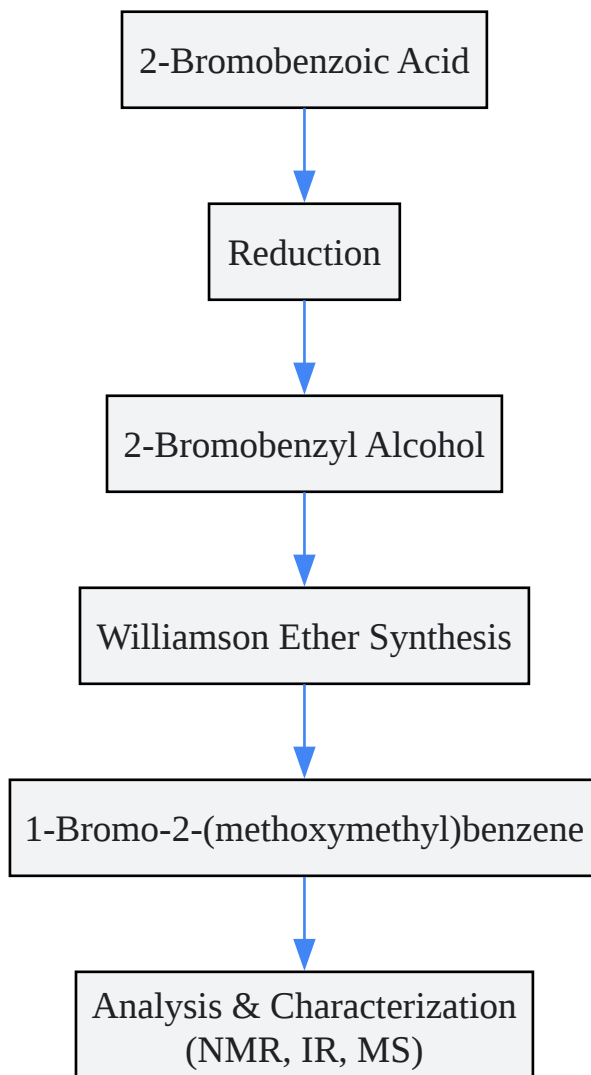 2-Bromobenzoic Acid
Reduction
2-Bromobenzyl Alcohol
Williamson Ether Synthesis
1-Bromo-2-(methoxymethyl)benzene
Analysis & Characterization
(NMR, IR, MS)